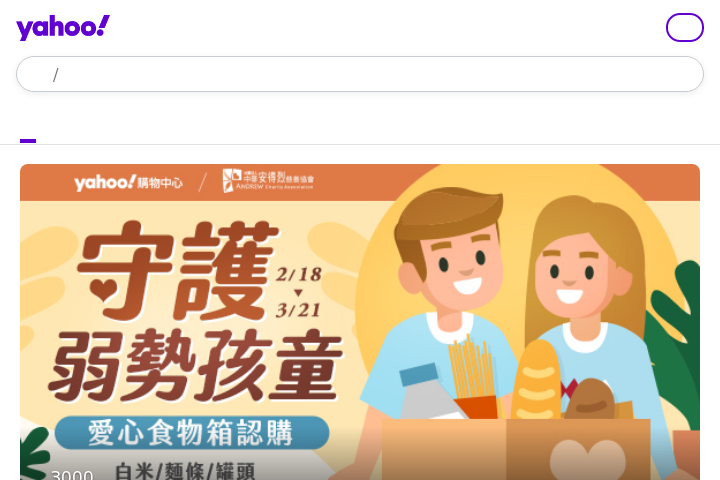 yahoo!
/
yahoo! 購物中心 / 中華安得烈慈善協會
ANDREW Charity Association
守護
2/18
3/21
弱勢孩童
愛心食物箱認購
3000
白米/麵條/罐頭